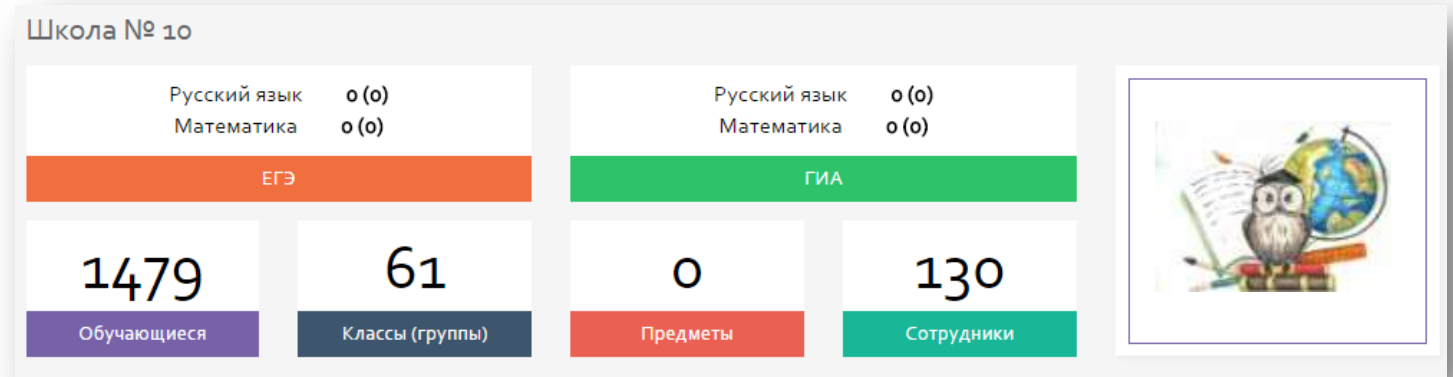 Школа № 10
Русский язык 0 (0)
Математика 0 (0)
ЕГЭ
Русский язык 0 (0)
Математика 0 (0)
ГИА
1479
Обучающиеся
61
Классы (группы)
0
Предметы
130
Сотрудники